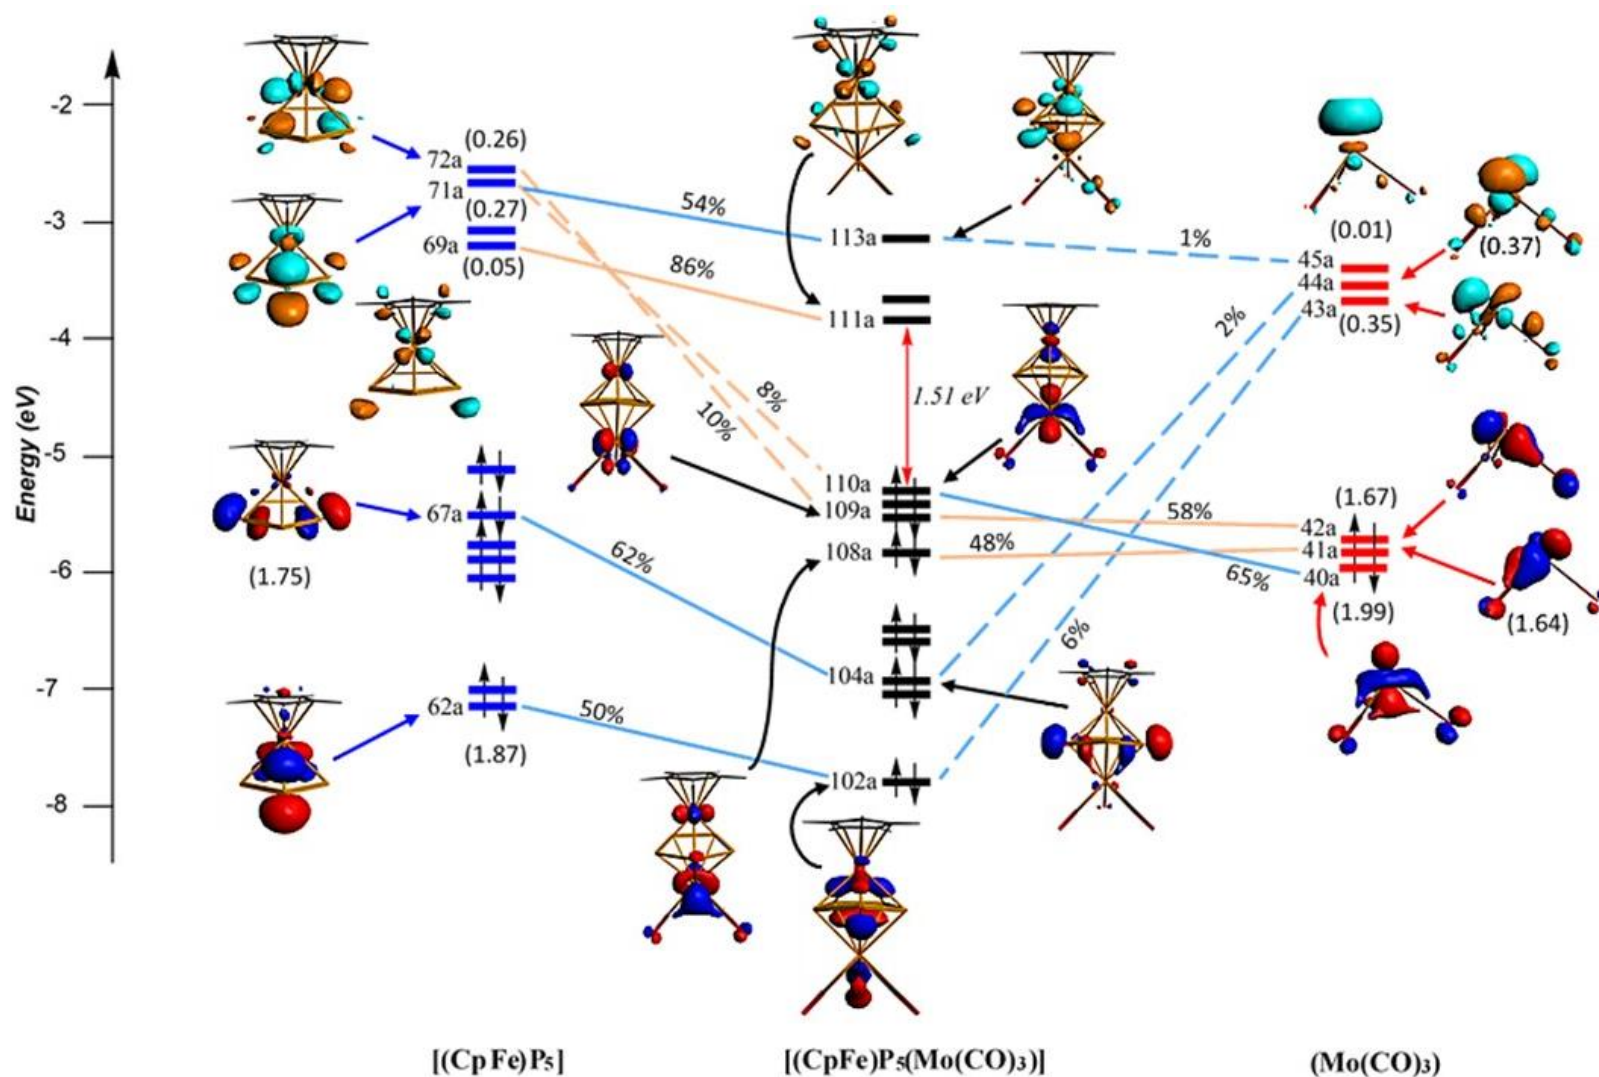 Energy (eV)
-2
-3
-4
-5
-6
-7
-8
(0.26)
72a
71a
(0.27)
69a
(0.05)
67a
(1.75)
62a
(1.87)
54%
86%
8%
10%
62%
50%
113a
111a
1.51 eV
110a
109a
108a
104a
102a
1%
2%
58%
48%
65%
6%
(0.01)
(0.37)
45a
44a
43a
(0.35)
(1.67)
42a
41a
40a
(1.99)
(1.64)
[(CpFe)P₅]
[(CpFe)P₅(Mo(CO)₃)]
(Mo(CO)₃)